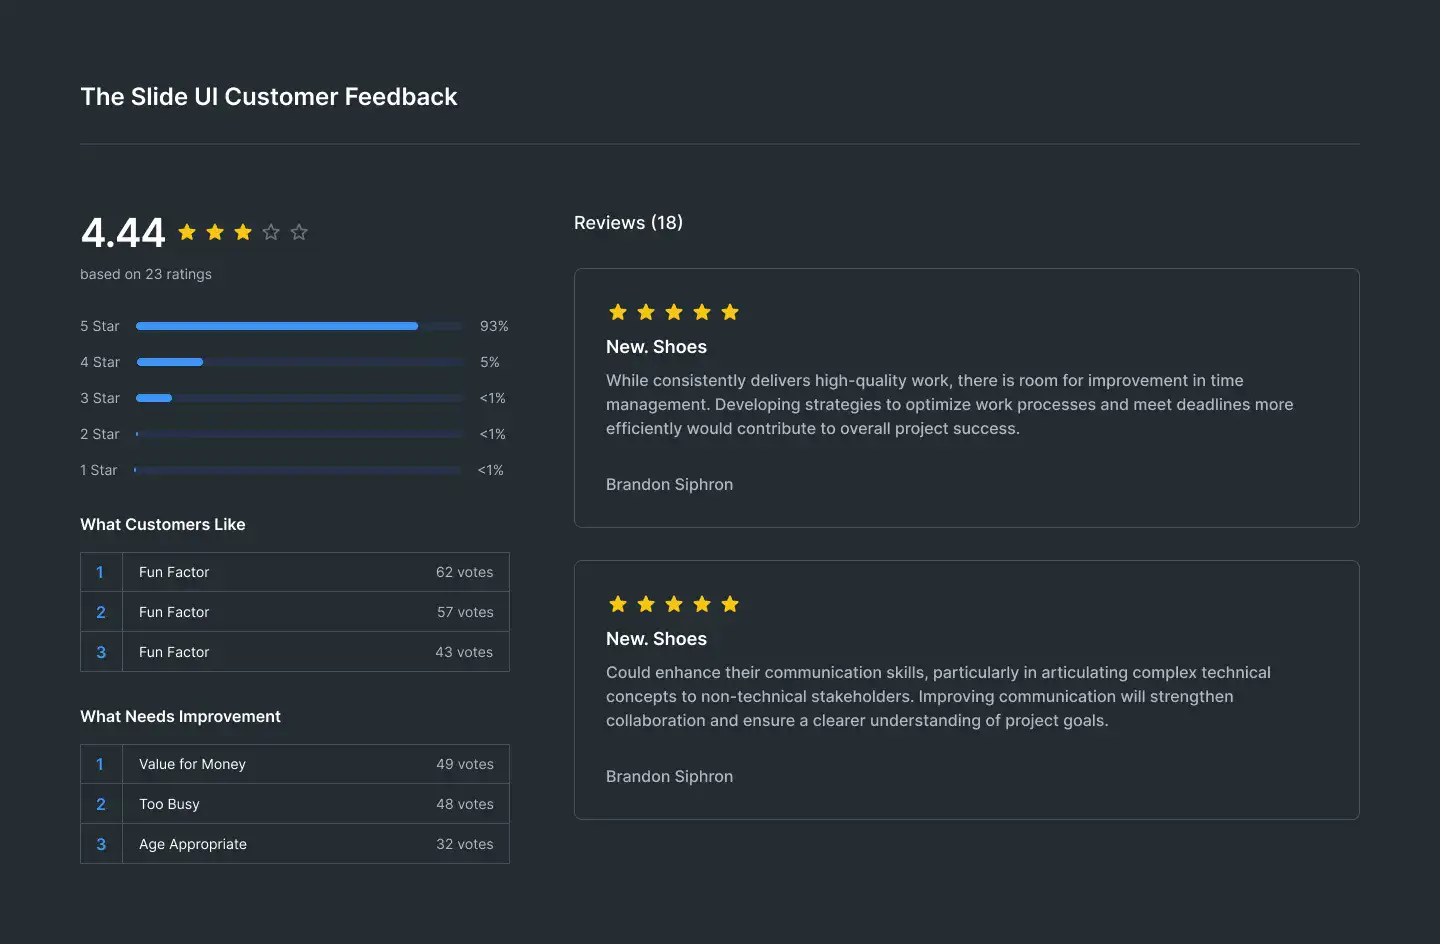 The Slide UI Customer Feedback
4.44
based on 23 ratings
5 Star 93%
4 Star 5%
3 Star <1%
2 Star <1%
1 Star <1%
What Customers Like
1 Fun Factor 62 votes
2 Fun Factor 57 votes
3 Fun Factor 43 votes
What Needs Improvement
1 Value for Money 49 votes
2 Too Busy 48 votes
3 Age Appropriate 32 votes
Reviews (18)
New. Shoes
While consistently delivers high-quality work, there is room for improvement in time
management. Developing strategies to optimize work processes and meet deadlines more
efficiently would contribute to overall project success.
Brandon Siphron
New. Shoes
Could enhance their communication skills, particularly in articulating complex technical
concepts to non-technical stakeholders. Improving communication will strengthen
collaboration and ensure a clearer understanding of project goals.
Brandon Siphron